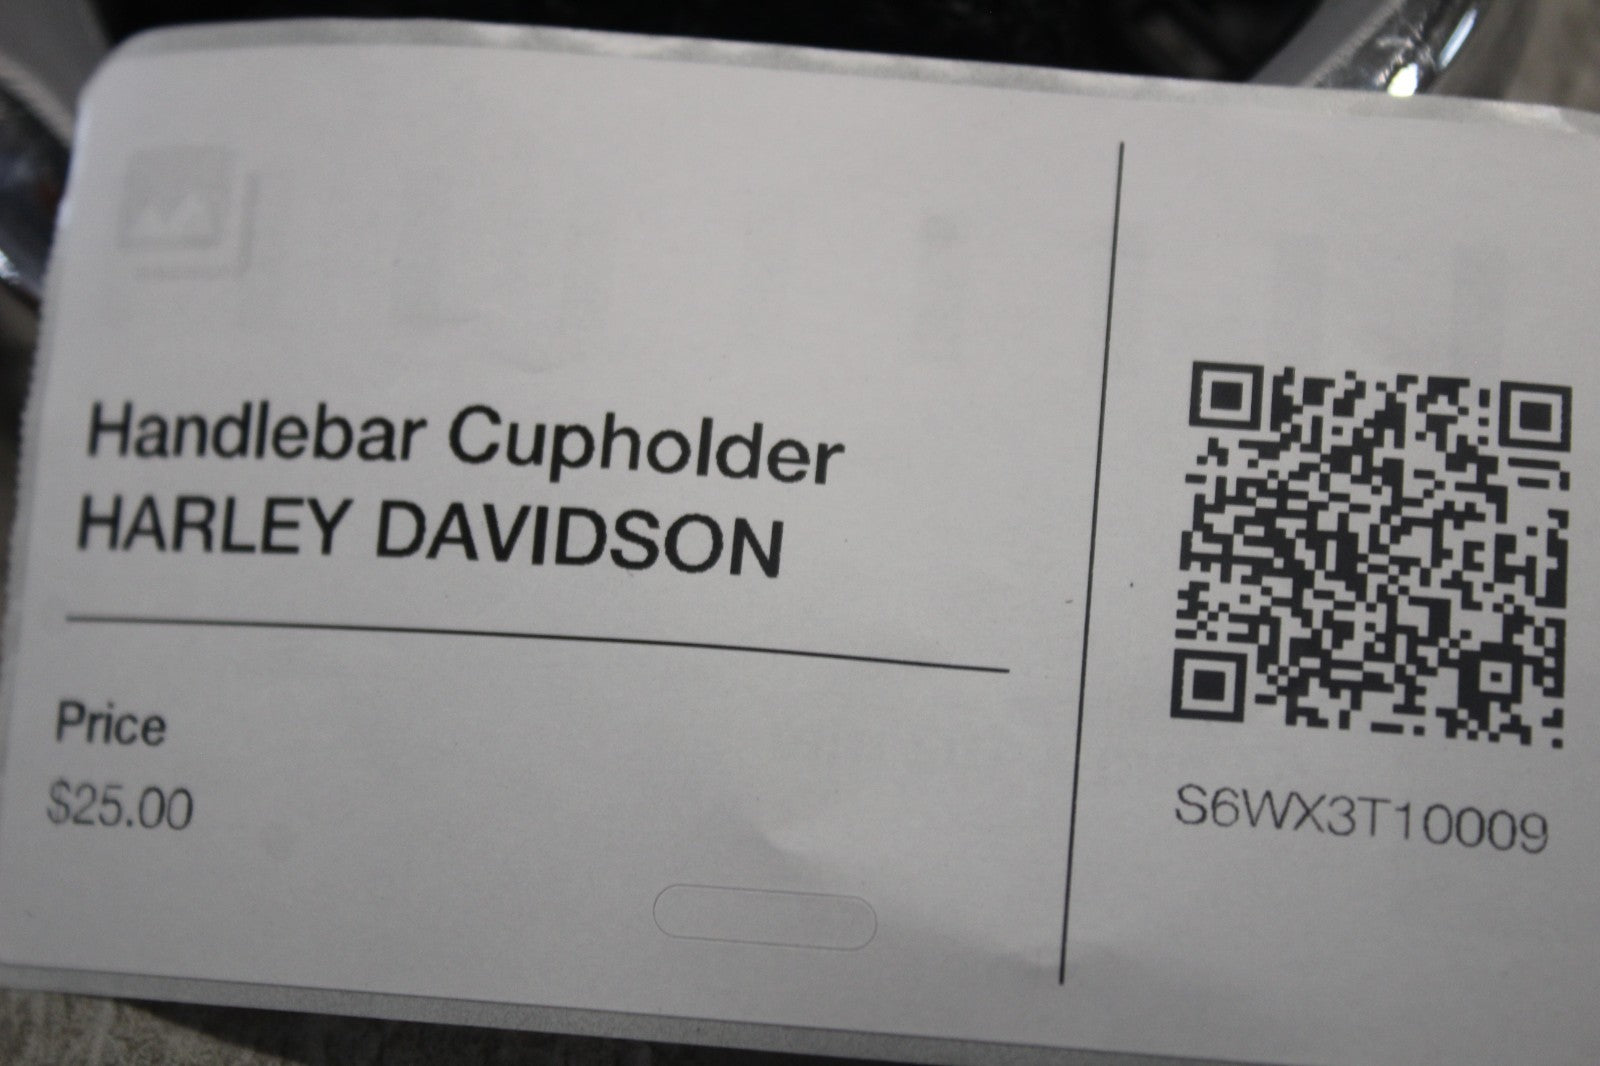 Handlebar Cupholder
HARLEY DAVIDSON
Price
$25.00
S6WX3T10009